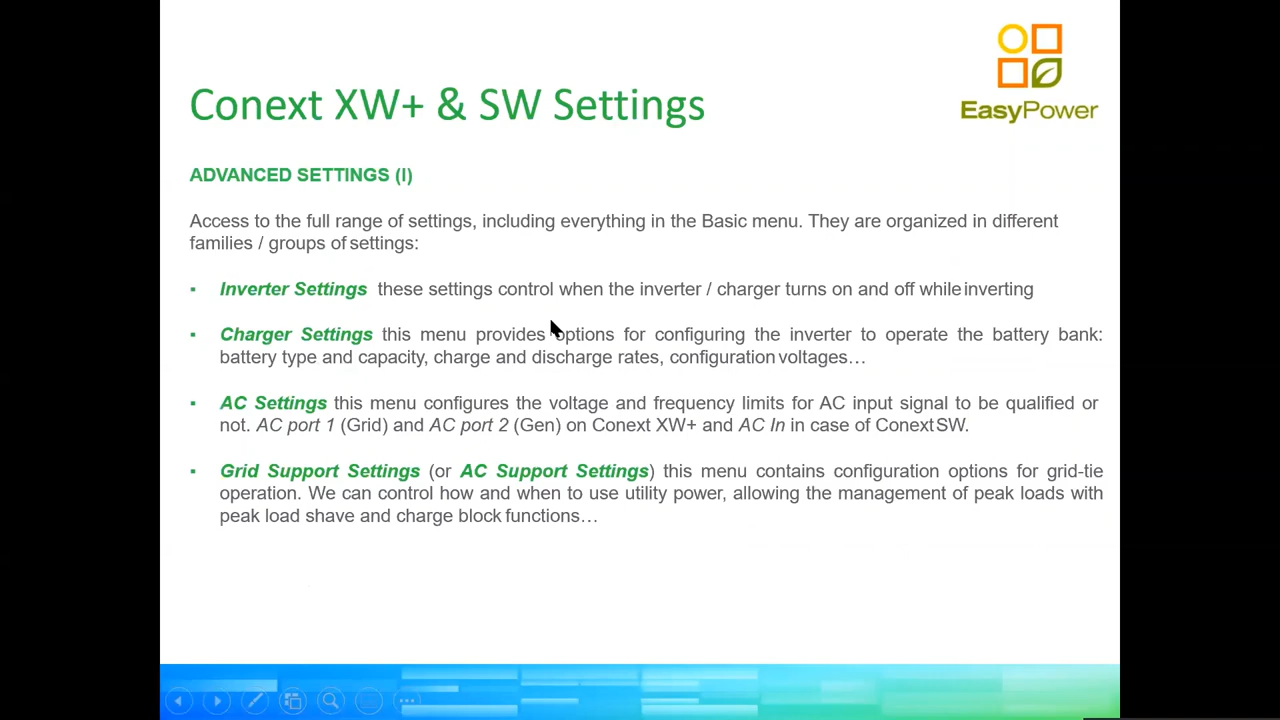 EasyPower
Conext XW+ & SW Settings
ADVANCED SETTINGS (I)
Access to the full range of settings, including everything in the Basic menu. They are organized in different
families / groups of settings:
▪ Inverter Settings these settings control when the inverter / charger turns on and off while inverting
▪ Charger Settings this menu provides options for configuring the inverter to operate the battery bank:
battery type and capacity, charge and discharge rates, configuration voltages…
▪ AC Settings this menu configures the voltage and frequency limits for AC input signal to be qualified or
not. AC port 1 (Grid) and AC port 2 (Gen) on Conext XW+ and AC In in case of Conext SW.
▪ Grid Support Settings (or AC Support Settings) this menu contains configuration options for grid-tie
operation. We can control how and when to use utility power, allowing the management of peak loads with
peak load shave and charge block functions…